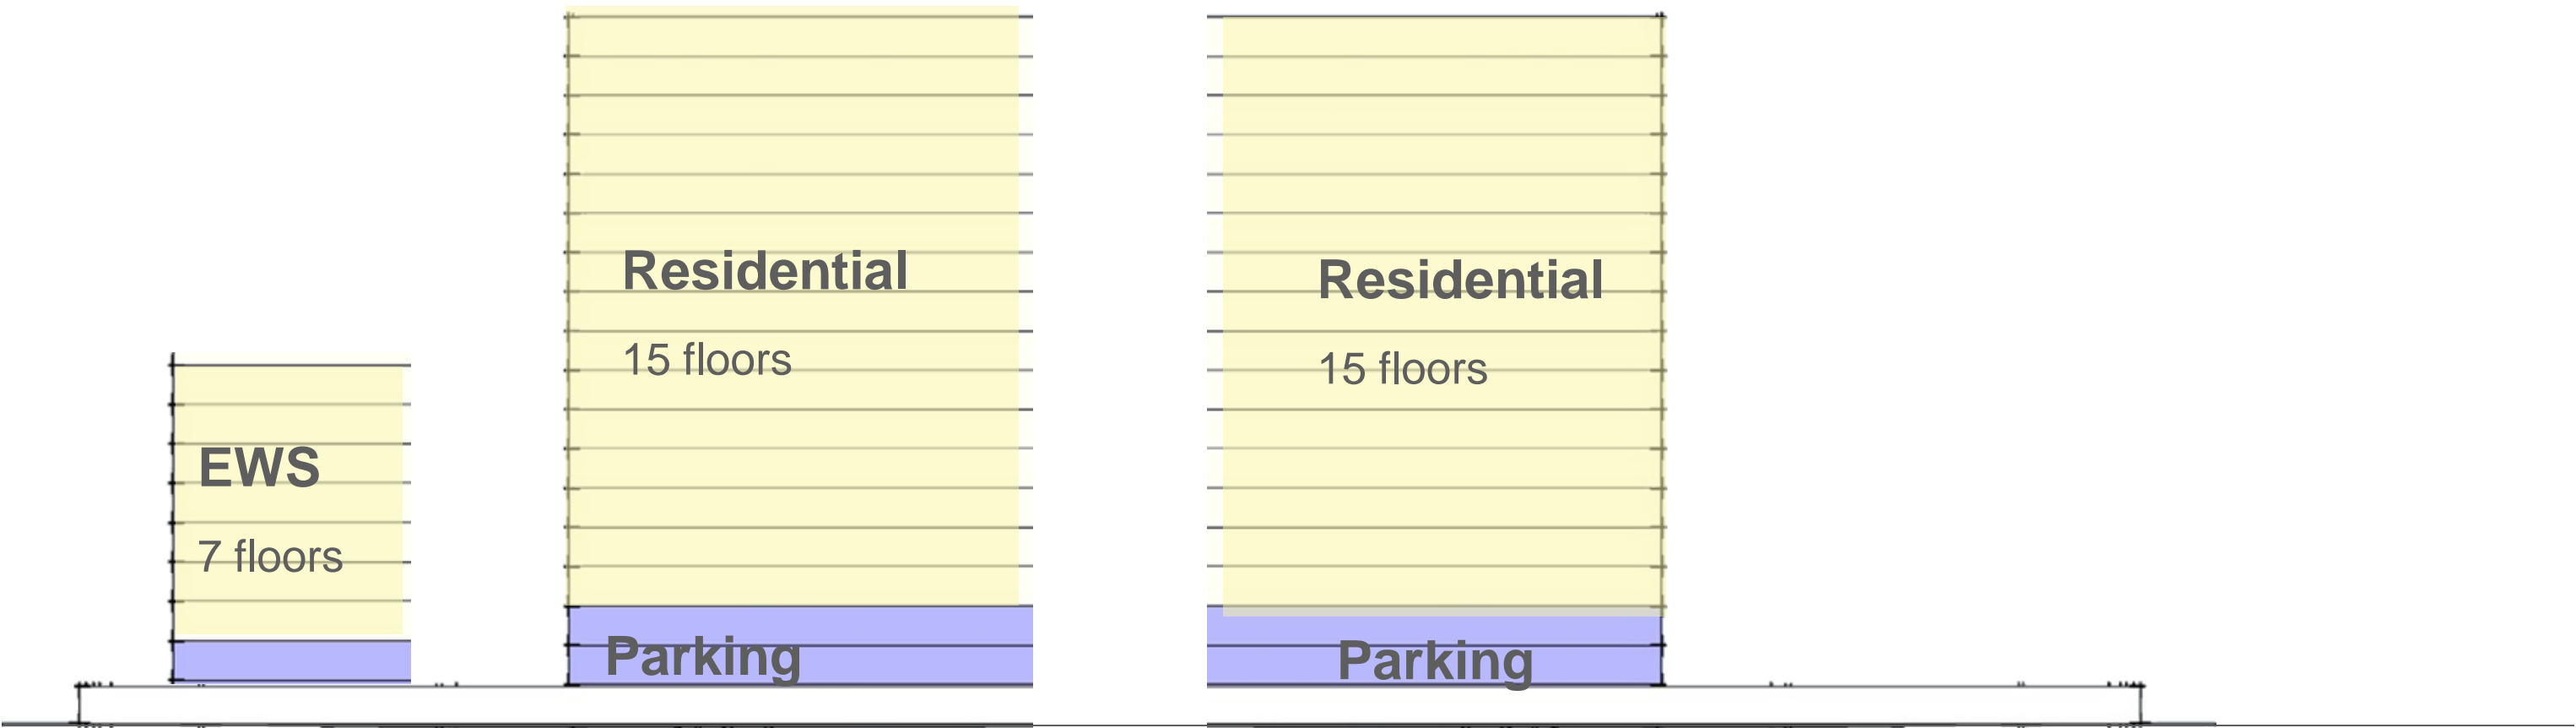 Residential
15 floors
Residential
15 floors
EWS
7 floors
Parking
Parking